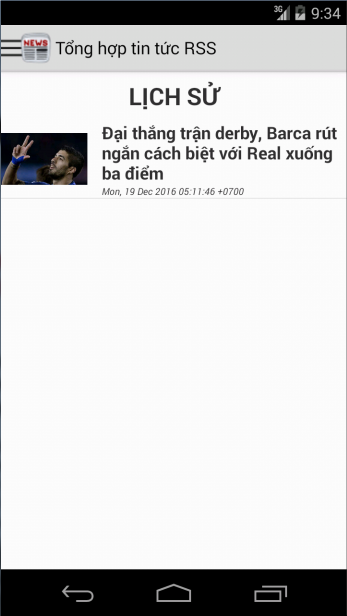 3G 9:34
NEWS
Tổng hợp tin tức RSS
LỊCH SỬ
Đại thắng trận derby, Barca rút
ngắn cách biệt với Real xuống
ba điểm
Mon, 19 Dec 2016 05:11:46 +0700